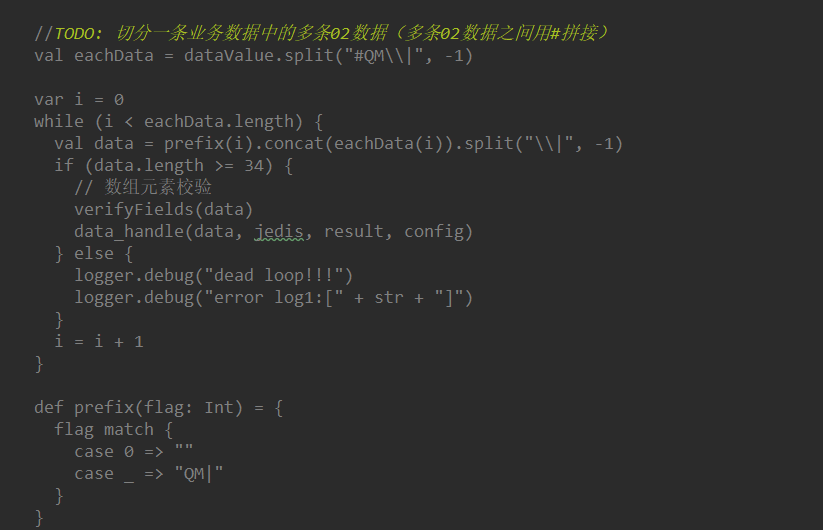 //TODO: 切分一条业务数据中的多条02数据（多条02数据之间用#拼接）
val eachData = dataValue.split("#QM\\|", -1)
var i = 0
while (i < eachData.length) {
val data = prefix(i).concat(eachData(i)).split("\\|", -1)
if (data.length >= 34) {
// 数组元素校验
verifyFields(data)
data_handle(data, jedis, result, config)
} else {
logger.debug("dead loop!!!")
logger.debug("error log1:[" + str + "]")
}
i = i + 1
}
def prefix(flag: Int) = {
flag match {
case 0 => ""
case _ => "QM|"
}
}